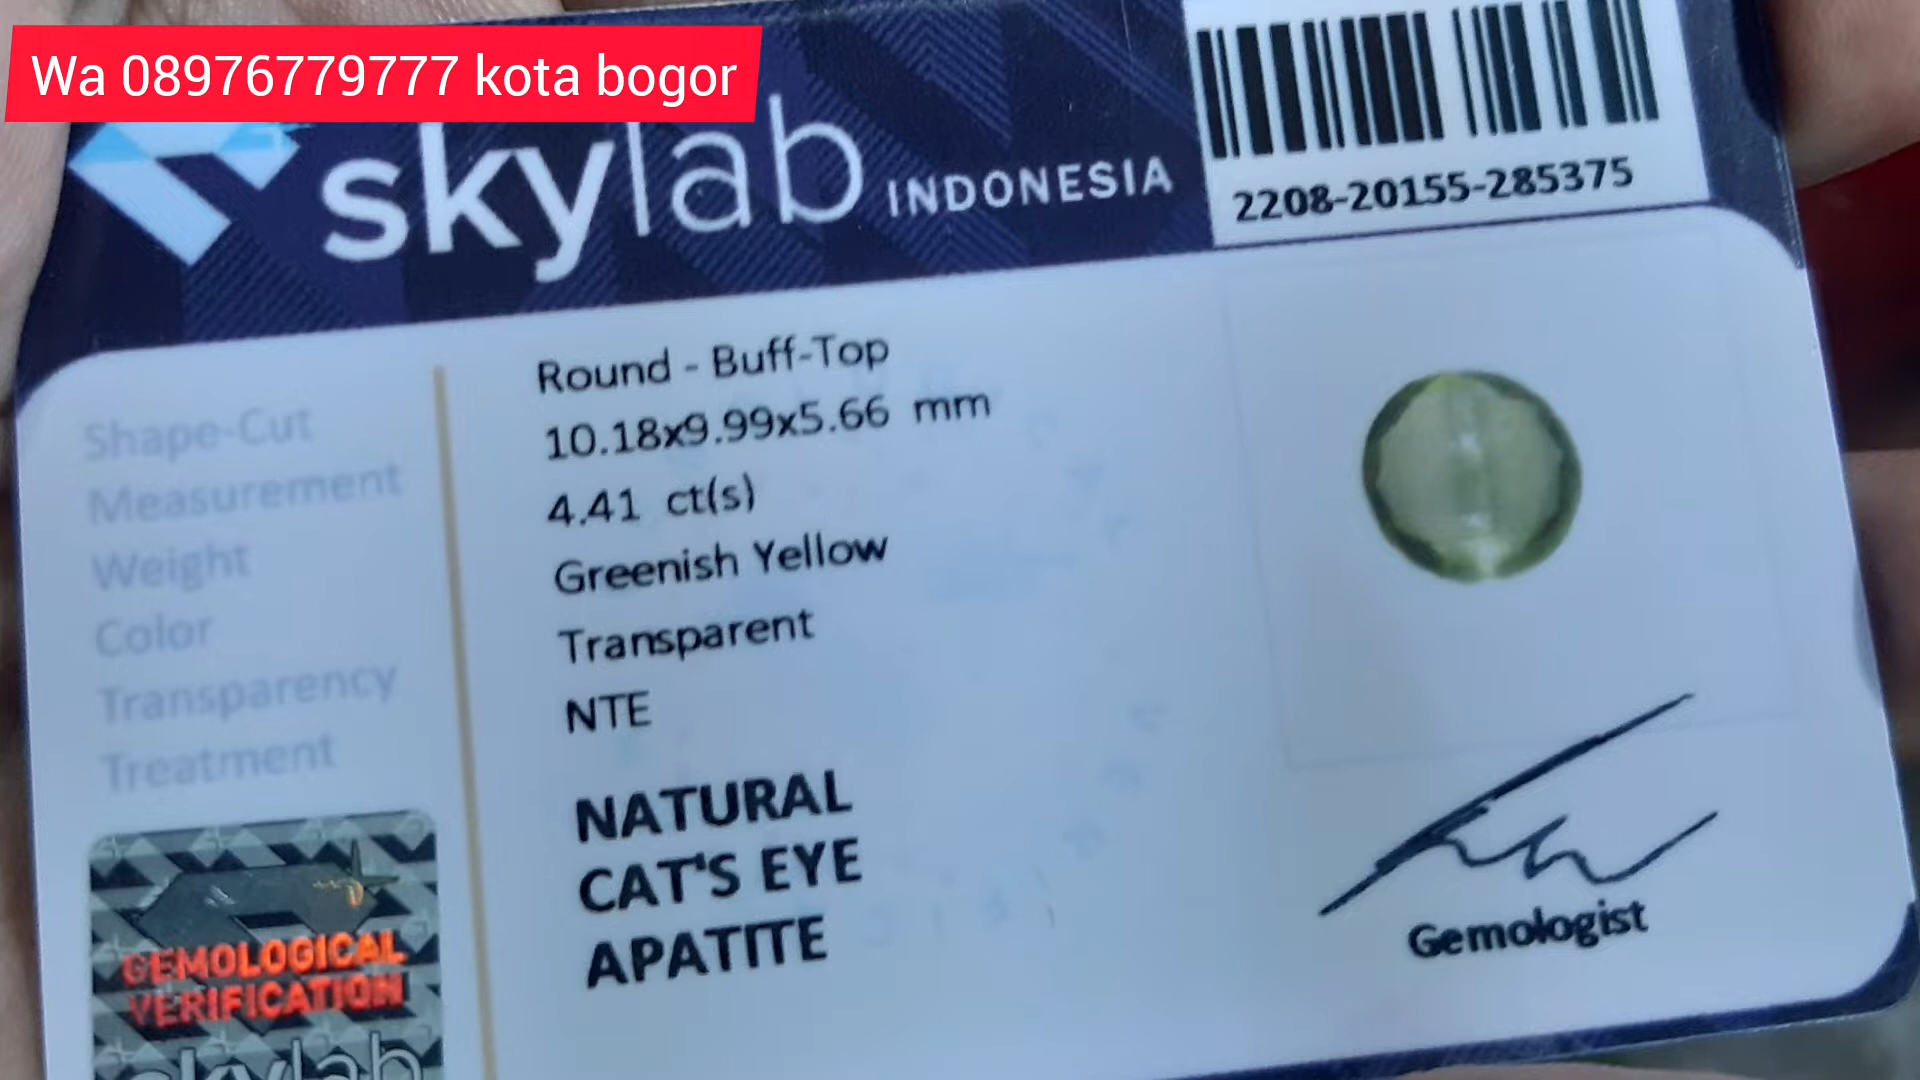 Wa 08976779777 kota bogor
skylab INDONESIA
2208-20155-285375
Shape-Cut Round - Buff-Top
Measurement 10.18x9.99x5.66 mm
Weight 4.41 ct(s)
Color Greenish Yellow
Transparency Transparent
Treatment NTE
NATURAL
CAT'S EYE
APATITE
Gemologist
GEMOLOGICAL
VERIFICATION
skylab